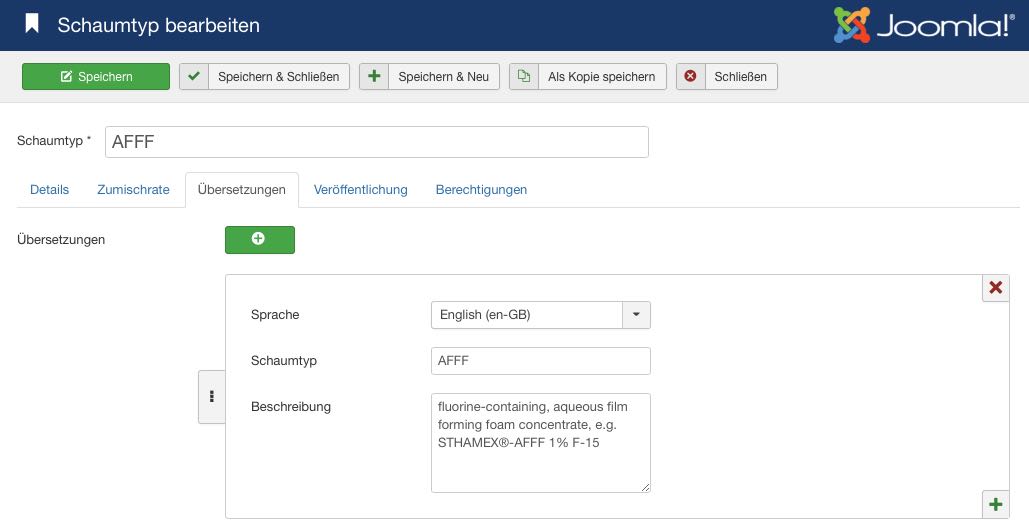 Schaumtyp bearbeiten
Joomla!®
Speichern
Speichern & Schließen
Speichern & Neu
Als Kopie speichern
Schließen
Schaumtyp *
AFFF
Details
Zumischrate
Übersetzungen
Veröffentlichung
Berechtigungen
Übersetzungen
Sprache
English (en-GB)
Schaumtyp
AFFF
Beschreibung
fluorine-containing, aqueous film
forming foam concentrate, e.g.
STHAMEX®-AFFF 1% F-15